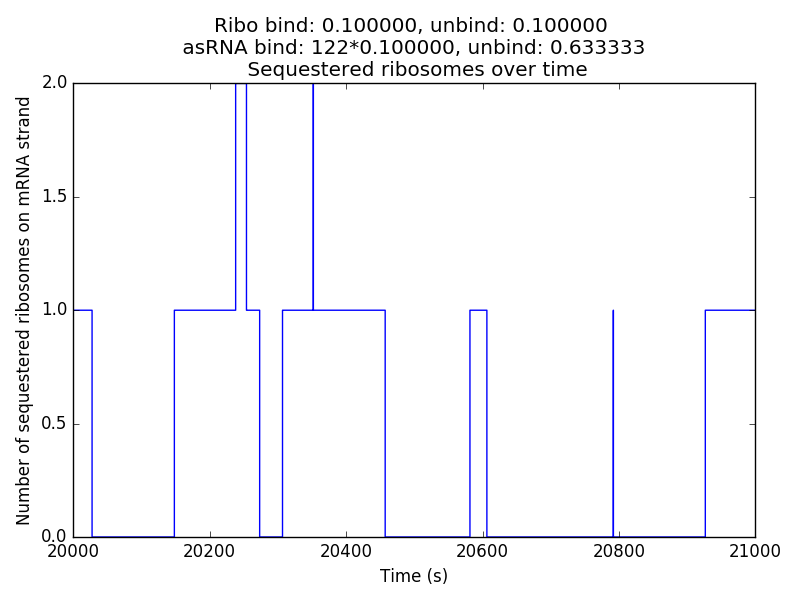 Ribo bind: 0.100000, unbind: 0.100000
asRNA bind: 122*0.100000, unbind: 0.633333
Sequestered ribosomes over time
Number of sequestered ribosomes on mRNA strand
2.0
1.5
1.0
0.5
0.0
20000 20200 20400 20600 20800 21000
Time (s)